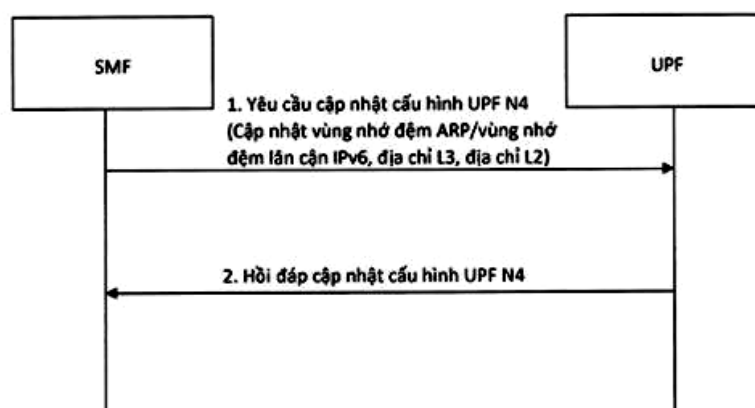 SMF
UPF
1. Yêu cầu cập nhật cấu hình UPF N4
(Cập nhật vùng nhớ đệm ARP/vùng nhớ
đệm lân cận IPv6, địa chỉ L3, địa chỉ L2)
2. Hồi đáp cập nhật cấu hình UPF N4